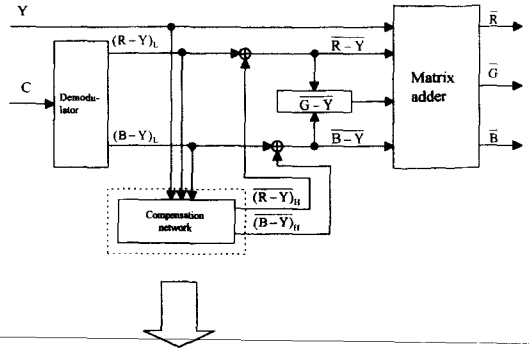 Y
(R−Y)L
R̅−̅Y̅
R̅
C
Demodu-
lator
G̅−̅Y̅
Matrix
adder
G̅
(B−Y)L
B̅−̅Y̅
B̅
Compensation
network
(R̅−̅Y̅)H
(B̅−̅Y̅)H